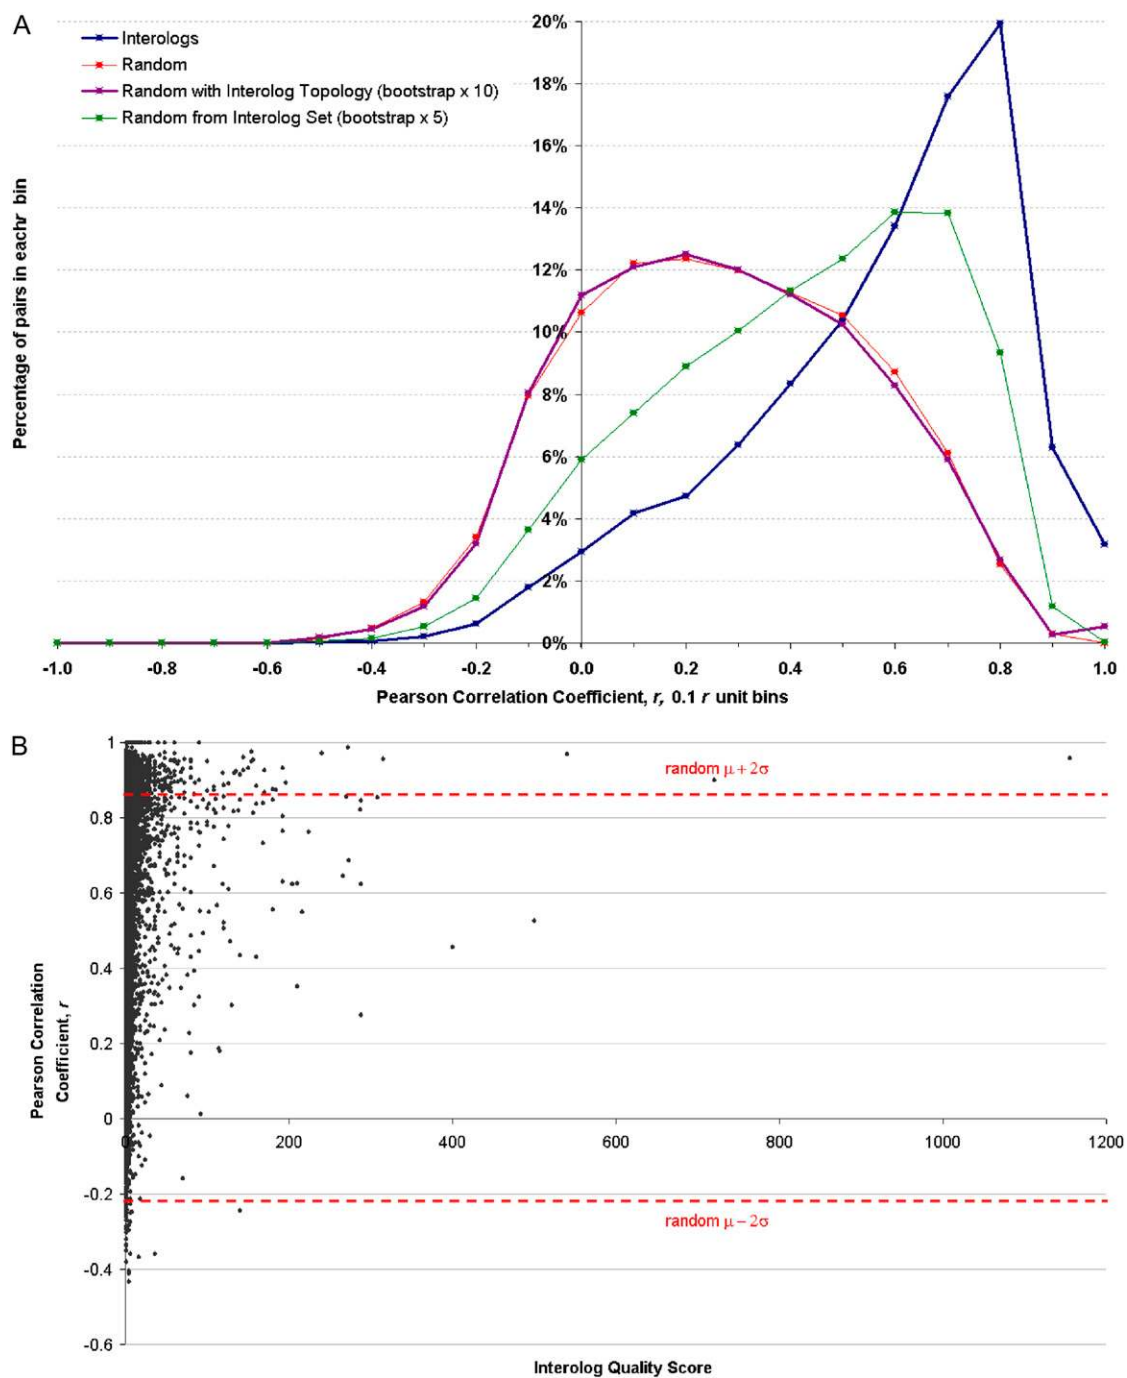 A
Interologs
Random
Random with Interolog Topology (bootstrap x 10)
Random from Interolog Set (bootstrap x 5)
Percentage of pairs in eachr bin
20%
18%
16%
14%
12%
10%
8%
6%
4%
2%
0%
-1.0 -0.8 -0.6 -0.4 -0.2 0.0 0.2 0.4 0.6 0.8 1.0
Pearson Correlation Coefficient, r, 0.1 r unit bins
B
Pearson Correlation
Coefficient, r
1
random μ + 2σ
0.8
0.6
0.4
0.2
0
0 200 400 600 800 1000 1200
-0.2
random μ – 2σ
-0.4
-0.6
Interolog Quality Score